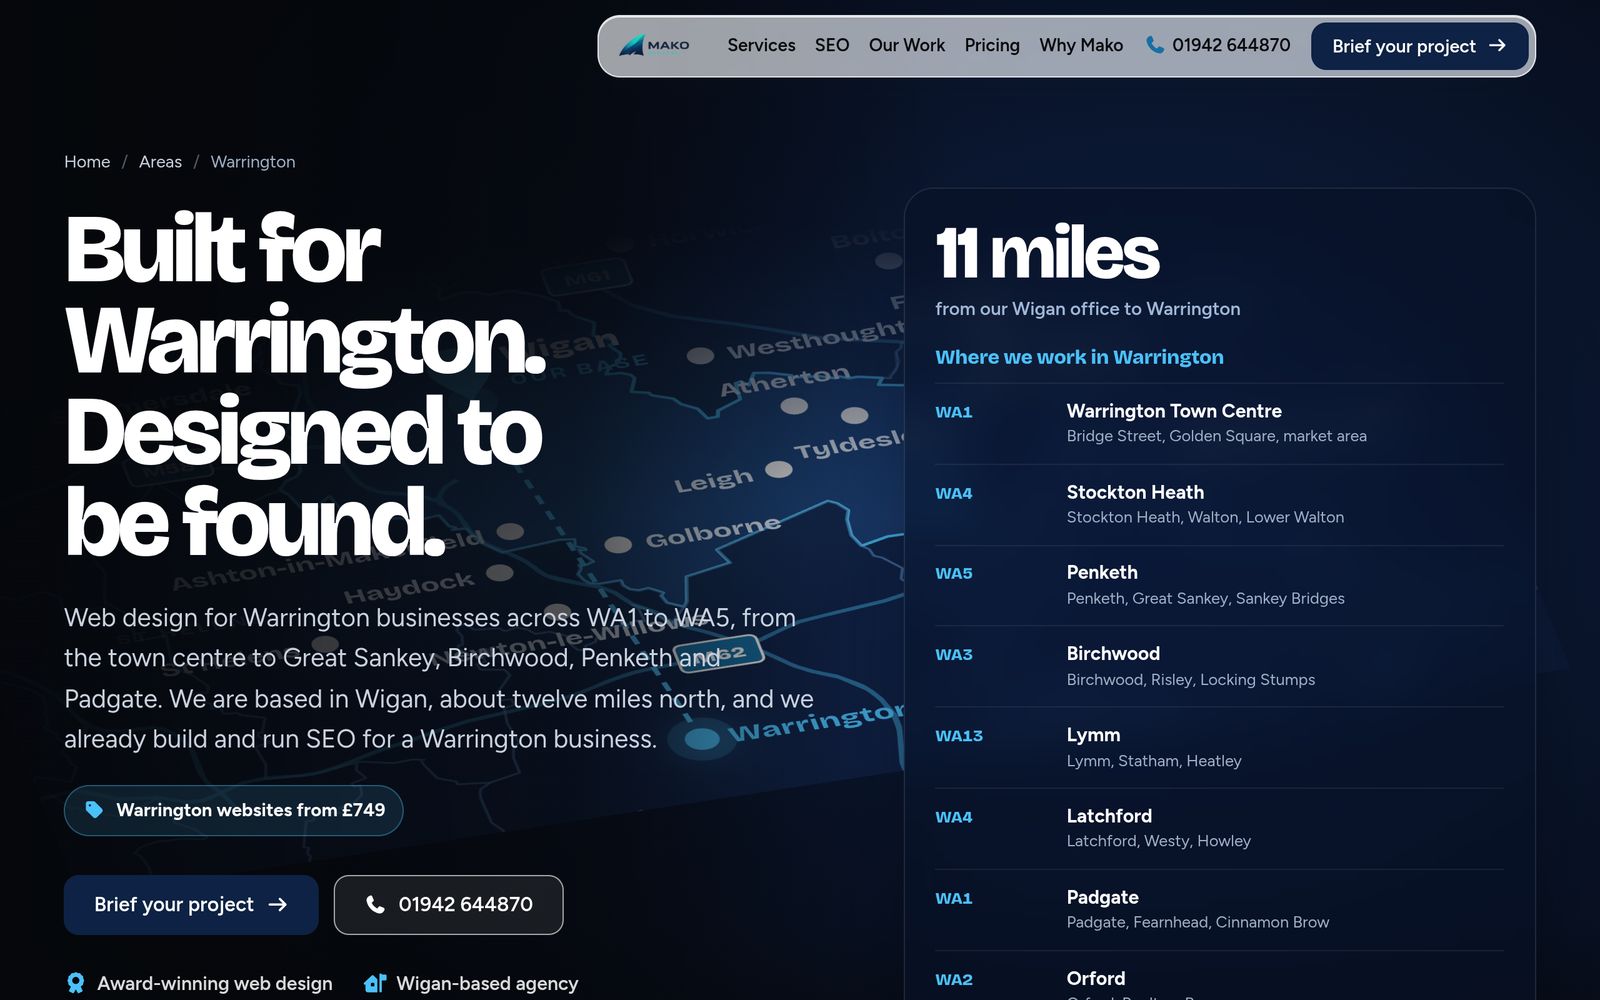 MAKO
Services
SEO
Our Work
Pricing
Why Mako
01942 644870
Brief your project
Home / Areas / Warrington
Built for
Warrington.
Designed to
be found.
Web design for Warrington businesses across WA1 to WA5, from
the town centre to Great Sankey, Birchwood, Penketh and
Padgate. We are based in Wigan, about twelve miles north, and we
already build and run SEO for a Warrington business.
Warrington websites from £749
Brief your project
01942 644870
Award-winning web design
Wigan-based agency
M61
OUR BASE
Atherton
Leigh
Golborne
Haydock
M62
11 miles
from our Wigan office to Warrington
Where we work in Warrington
WA1
Warrington Town Centre
Bridge Street, Golden Square, market area
WA4
Stockton Heath
Stockton Heath, Walton, Lower Walton
WA5
Penketh
Penketh, Great Sankey, Sankey Bridges
WA3
Birchwood
Birchwood, Risley, Locking Stumps
WA13
Lymm
Lymm, Statham, Heatley
WA4
Latchford
Latchford, Westy, Howley
WA1
Padgate
Padgate, Fearnhead, Cinnamon Brow
WA2
Orford